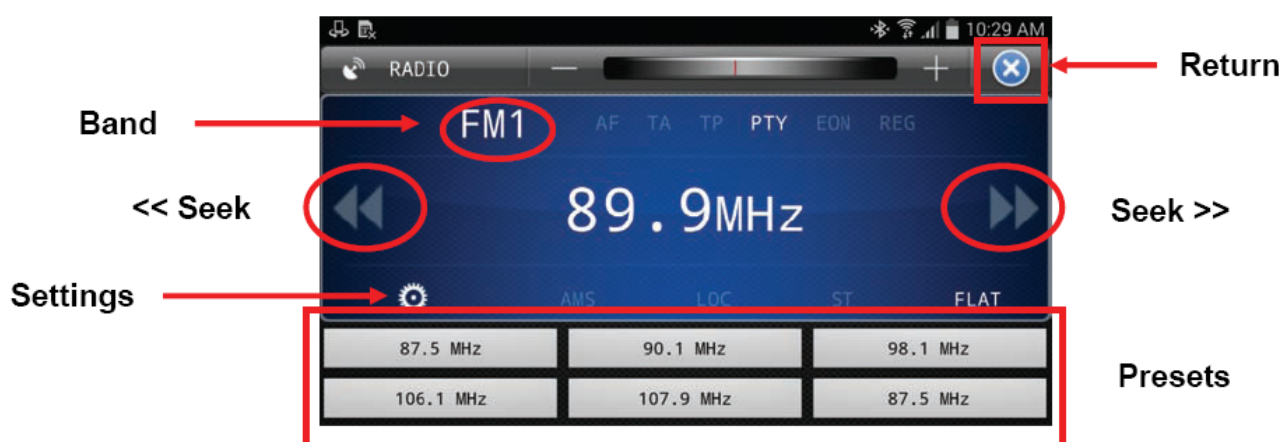 10:29 AM
RADIO
Return
Band
FM1 AF TA TP PTY EON REG
<< Seek
89.9MHz
Seek >>
Settings
AMS LOC ST FLAT
87.5 MHz 90.1 MHz 98.1 MHz
Presets
106.1 MHz 107.9 MHz 87.5 MHz